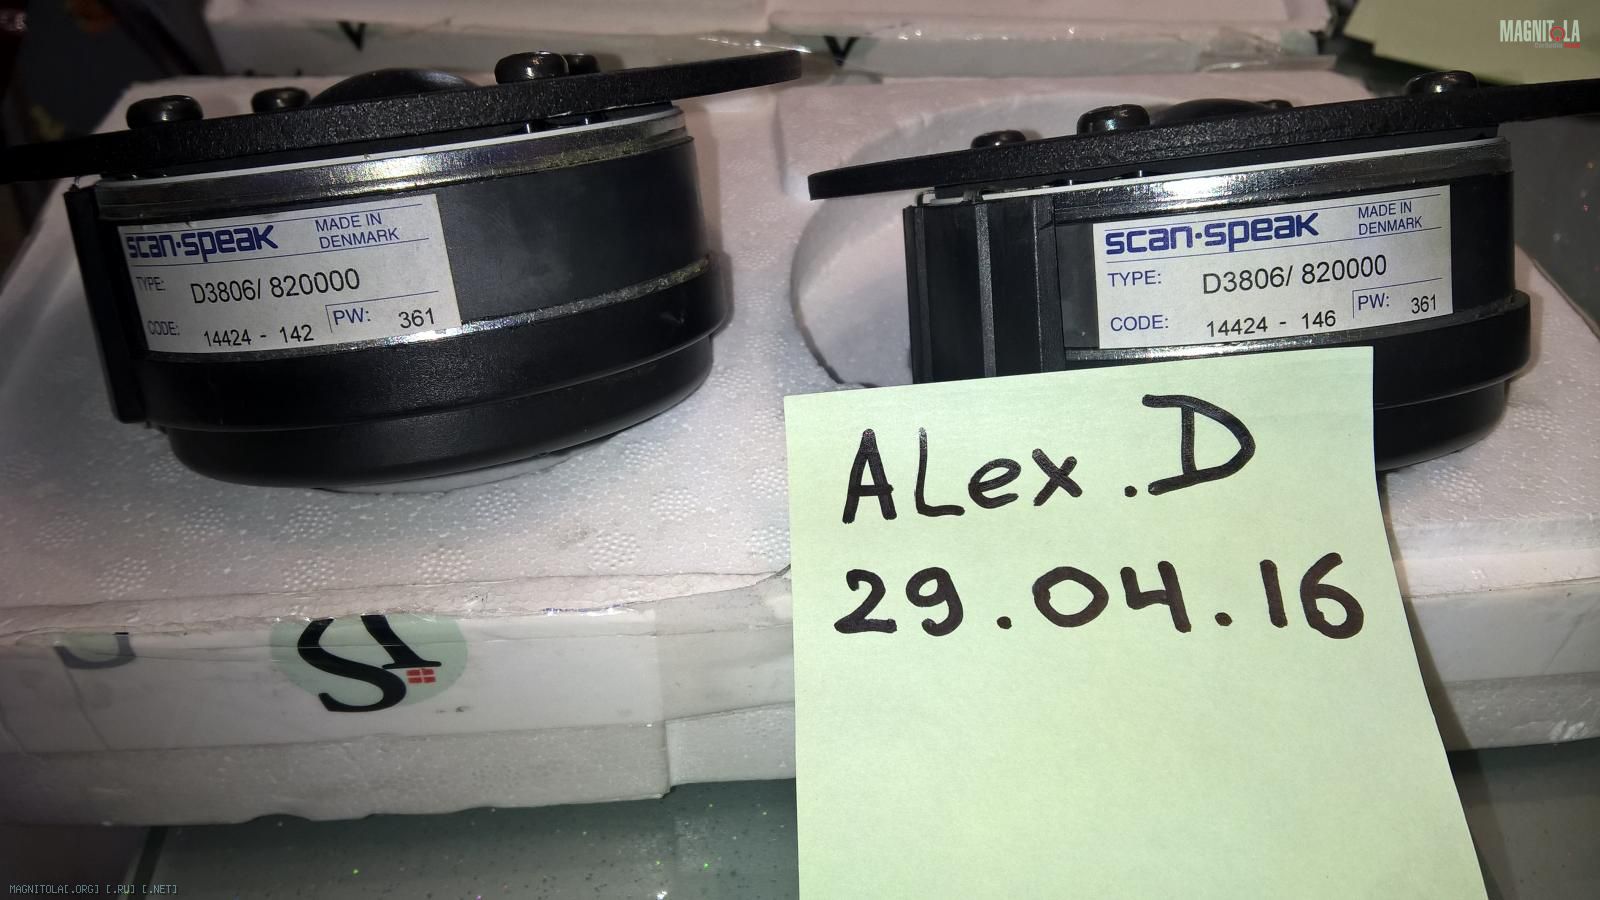 MAGNITOLA
scan-speak
MADE IN
DENMARK
TYPE: D3806/ 820000
CODE: 14424 - 142 PW: 361
scan-speak
MADE IN
DENMARK
TYPE: D3806/ 820000
CODE: 14424 - 146 PW: 361
ALex.D
29.04.16
MAGNITOLA[.ORG] [.RU] [.NET]